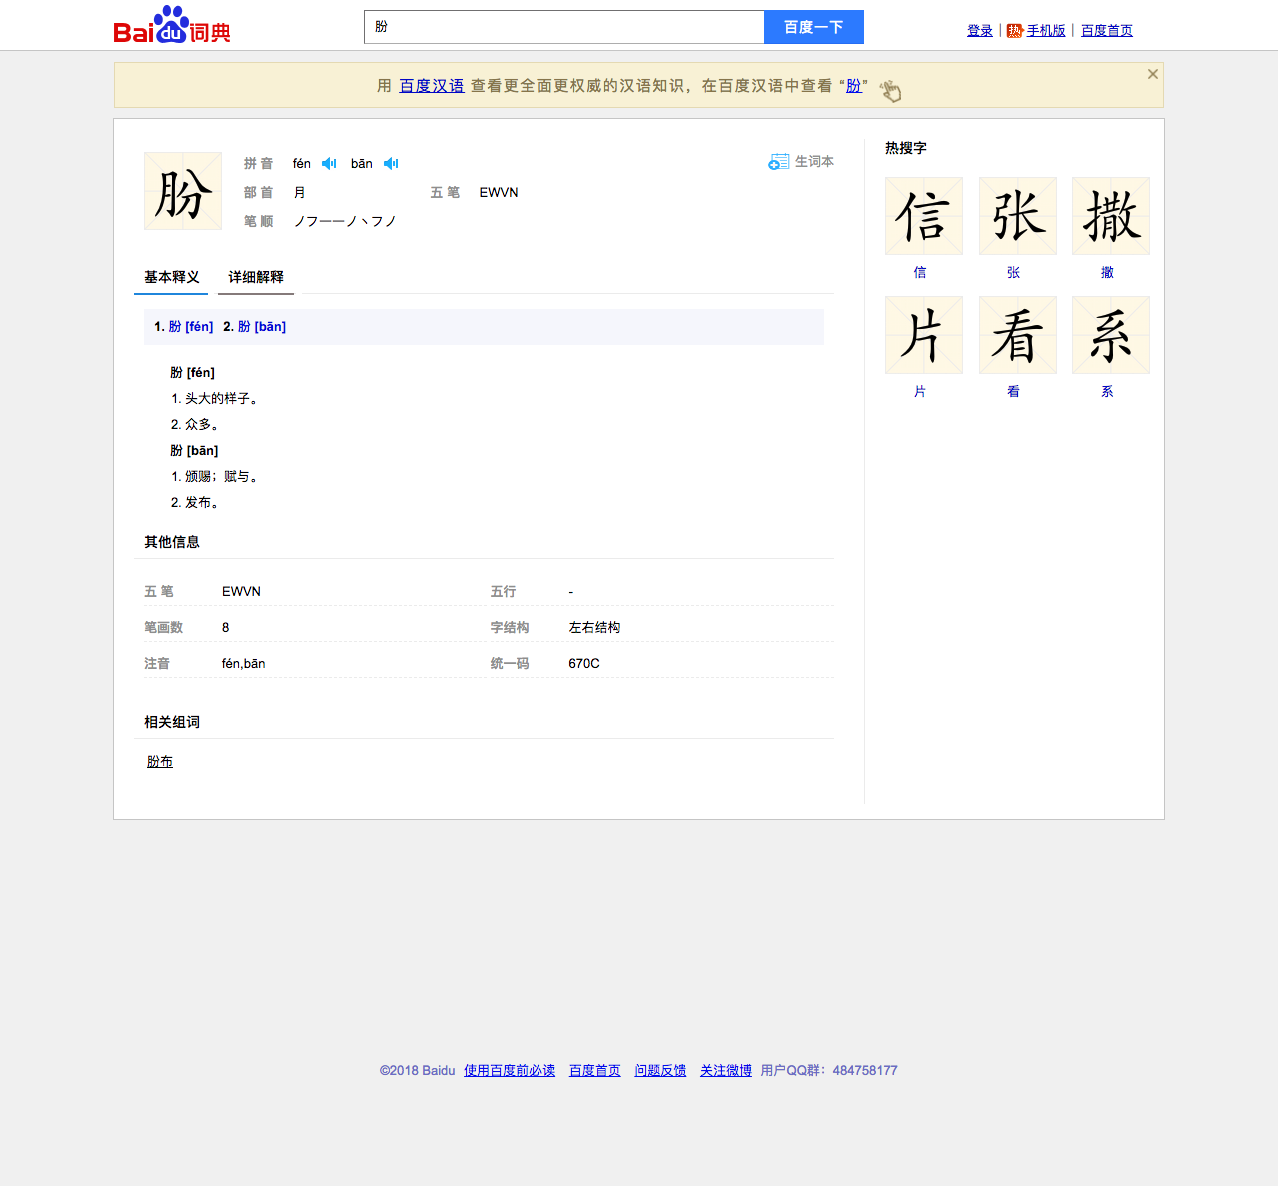 Baidu词典
朌
百度一下
登录 | 热 手机版 | 百度首页
用 百度汉语 查看更全面更权威的汉语知识，在百度汉语中查看 “朌”
朌
拼 音 fén bān
生词本
部 首 月 五 笔 EWVN
笔 顺 ノフ一一ノ丶フノ
基本释义 详细解释
1. 朌 [fén] 2. 朌 [bān]
朌 [fén]
1. 头大的样子。
2. 众多。
朌 [bān]
1. 颁赐；赋与。
2. 发布。
其他信息
五 笔 EWVN 五行 -
笔画数 8 字结构 左右结构
注音 fén,bān 统一码 670C
相关组词
朌布
热搜字
信 张 撒
信 张 撒
片 看 系
片 看 系
©2018 Baidu 使用百度前必读 百度首页 问题反馈 关注微博 用户QQ群：484758177